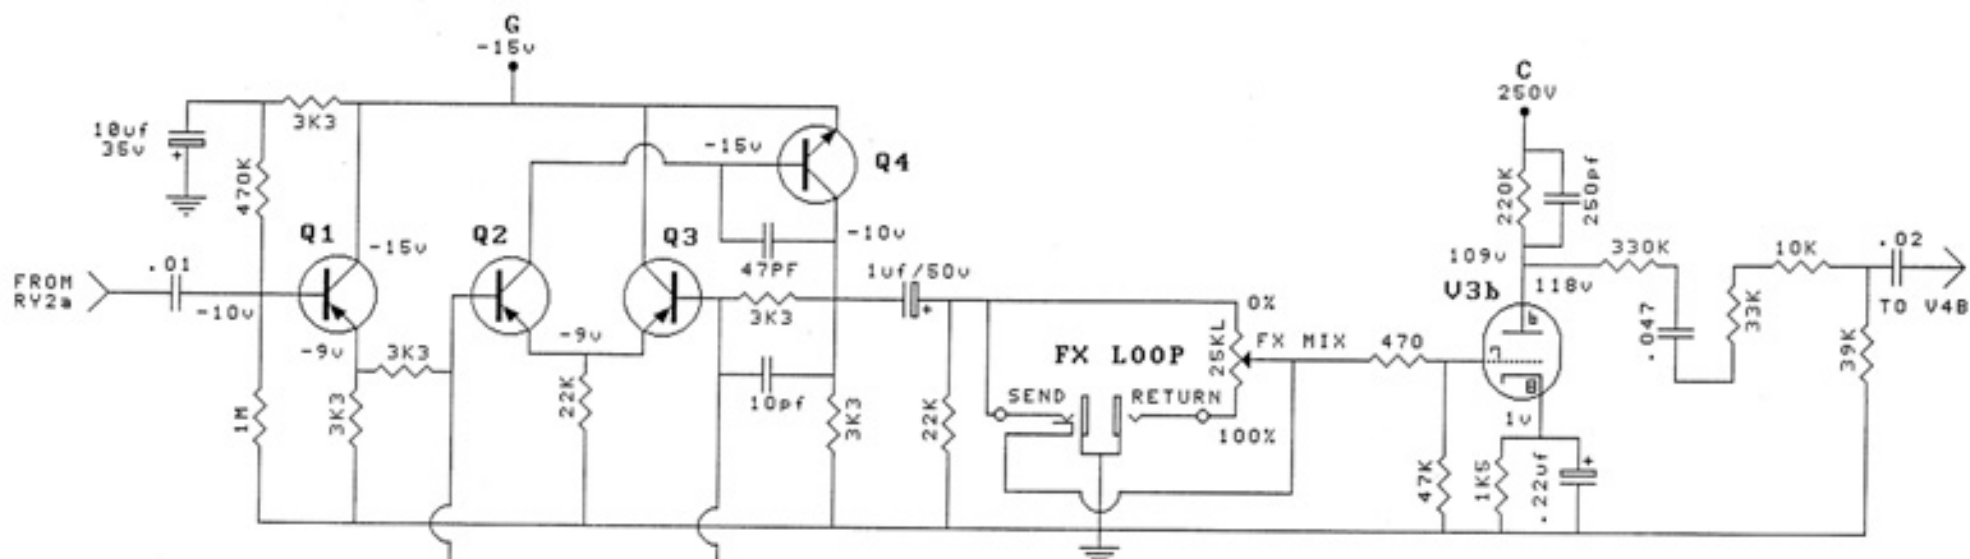 G
-15v
C
250V
10uf
35v
+
3K3
-15v
Q4
470K
220K
250pf
Q1
-15v
Q2
Q3
-10v
47PF
109v
330K
10K
.02
FROM
RY2a
.01
-10v
1uf/50v
+
3K3
0%
V3b
118v
.047
33K
TO V4B
-9v
3K3
-9v
FX LOOP
25KL
FX MIX
470
39K
1M
3K3
22K
10pf
3K3
22K
SEND
RETURN
100%
1v
47K
1K5
.22uf
+